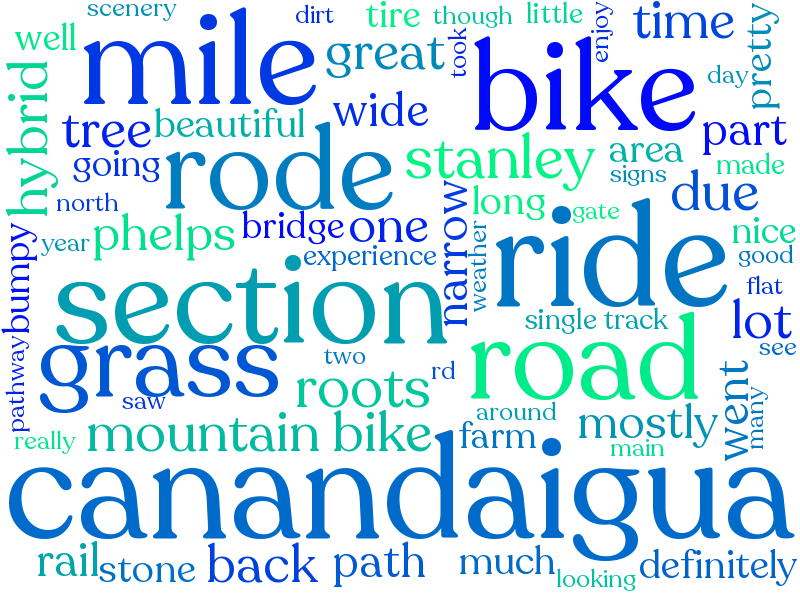 scenery
dirt
tire
though
little
well
mile
great
took
bike
enjoy
time
pretty
hybrid
tree
beautiful
wide
day
part
going
rode
stanley
area
signs
made
north
phelps
bridge
one
narrow
long
gate
due
nice
year
experience
weather
ride
good
bumpy
section
flat
pathway
grass
two
rd
single track
road
lot
see
saw
roots
around
mostly
went
many
really
mountain bike
farm
main
canandaigua
rail
stone
back
path
much
looking
definitely